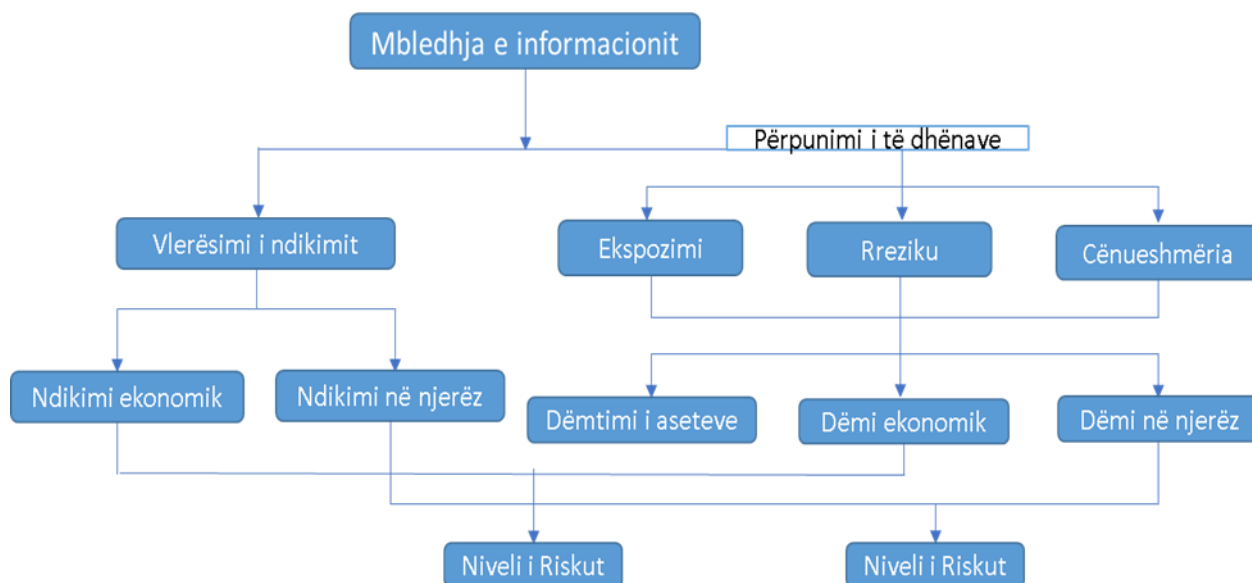 Mbledhja e informacionit
Përpunimi i të dhënave
Vlerësimi i ndikimit
Ekspozimi
Rreziku
Cënueshmëria
Ndikimi ekonomik
Ndikimi në njerëz
Dëmtimi i aseteve
Dëmi ekonomik
Dëmi në njerëz
Niveli i Riskut
Niveli i Riskut